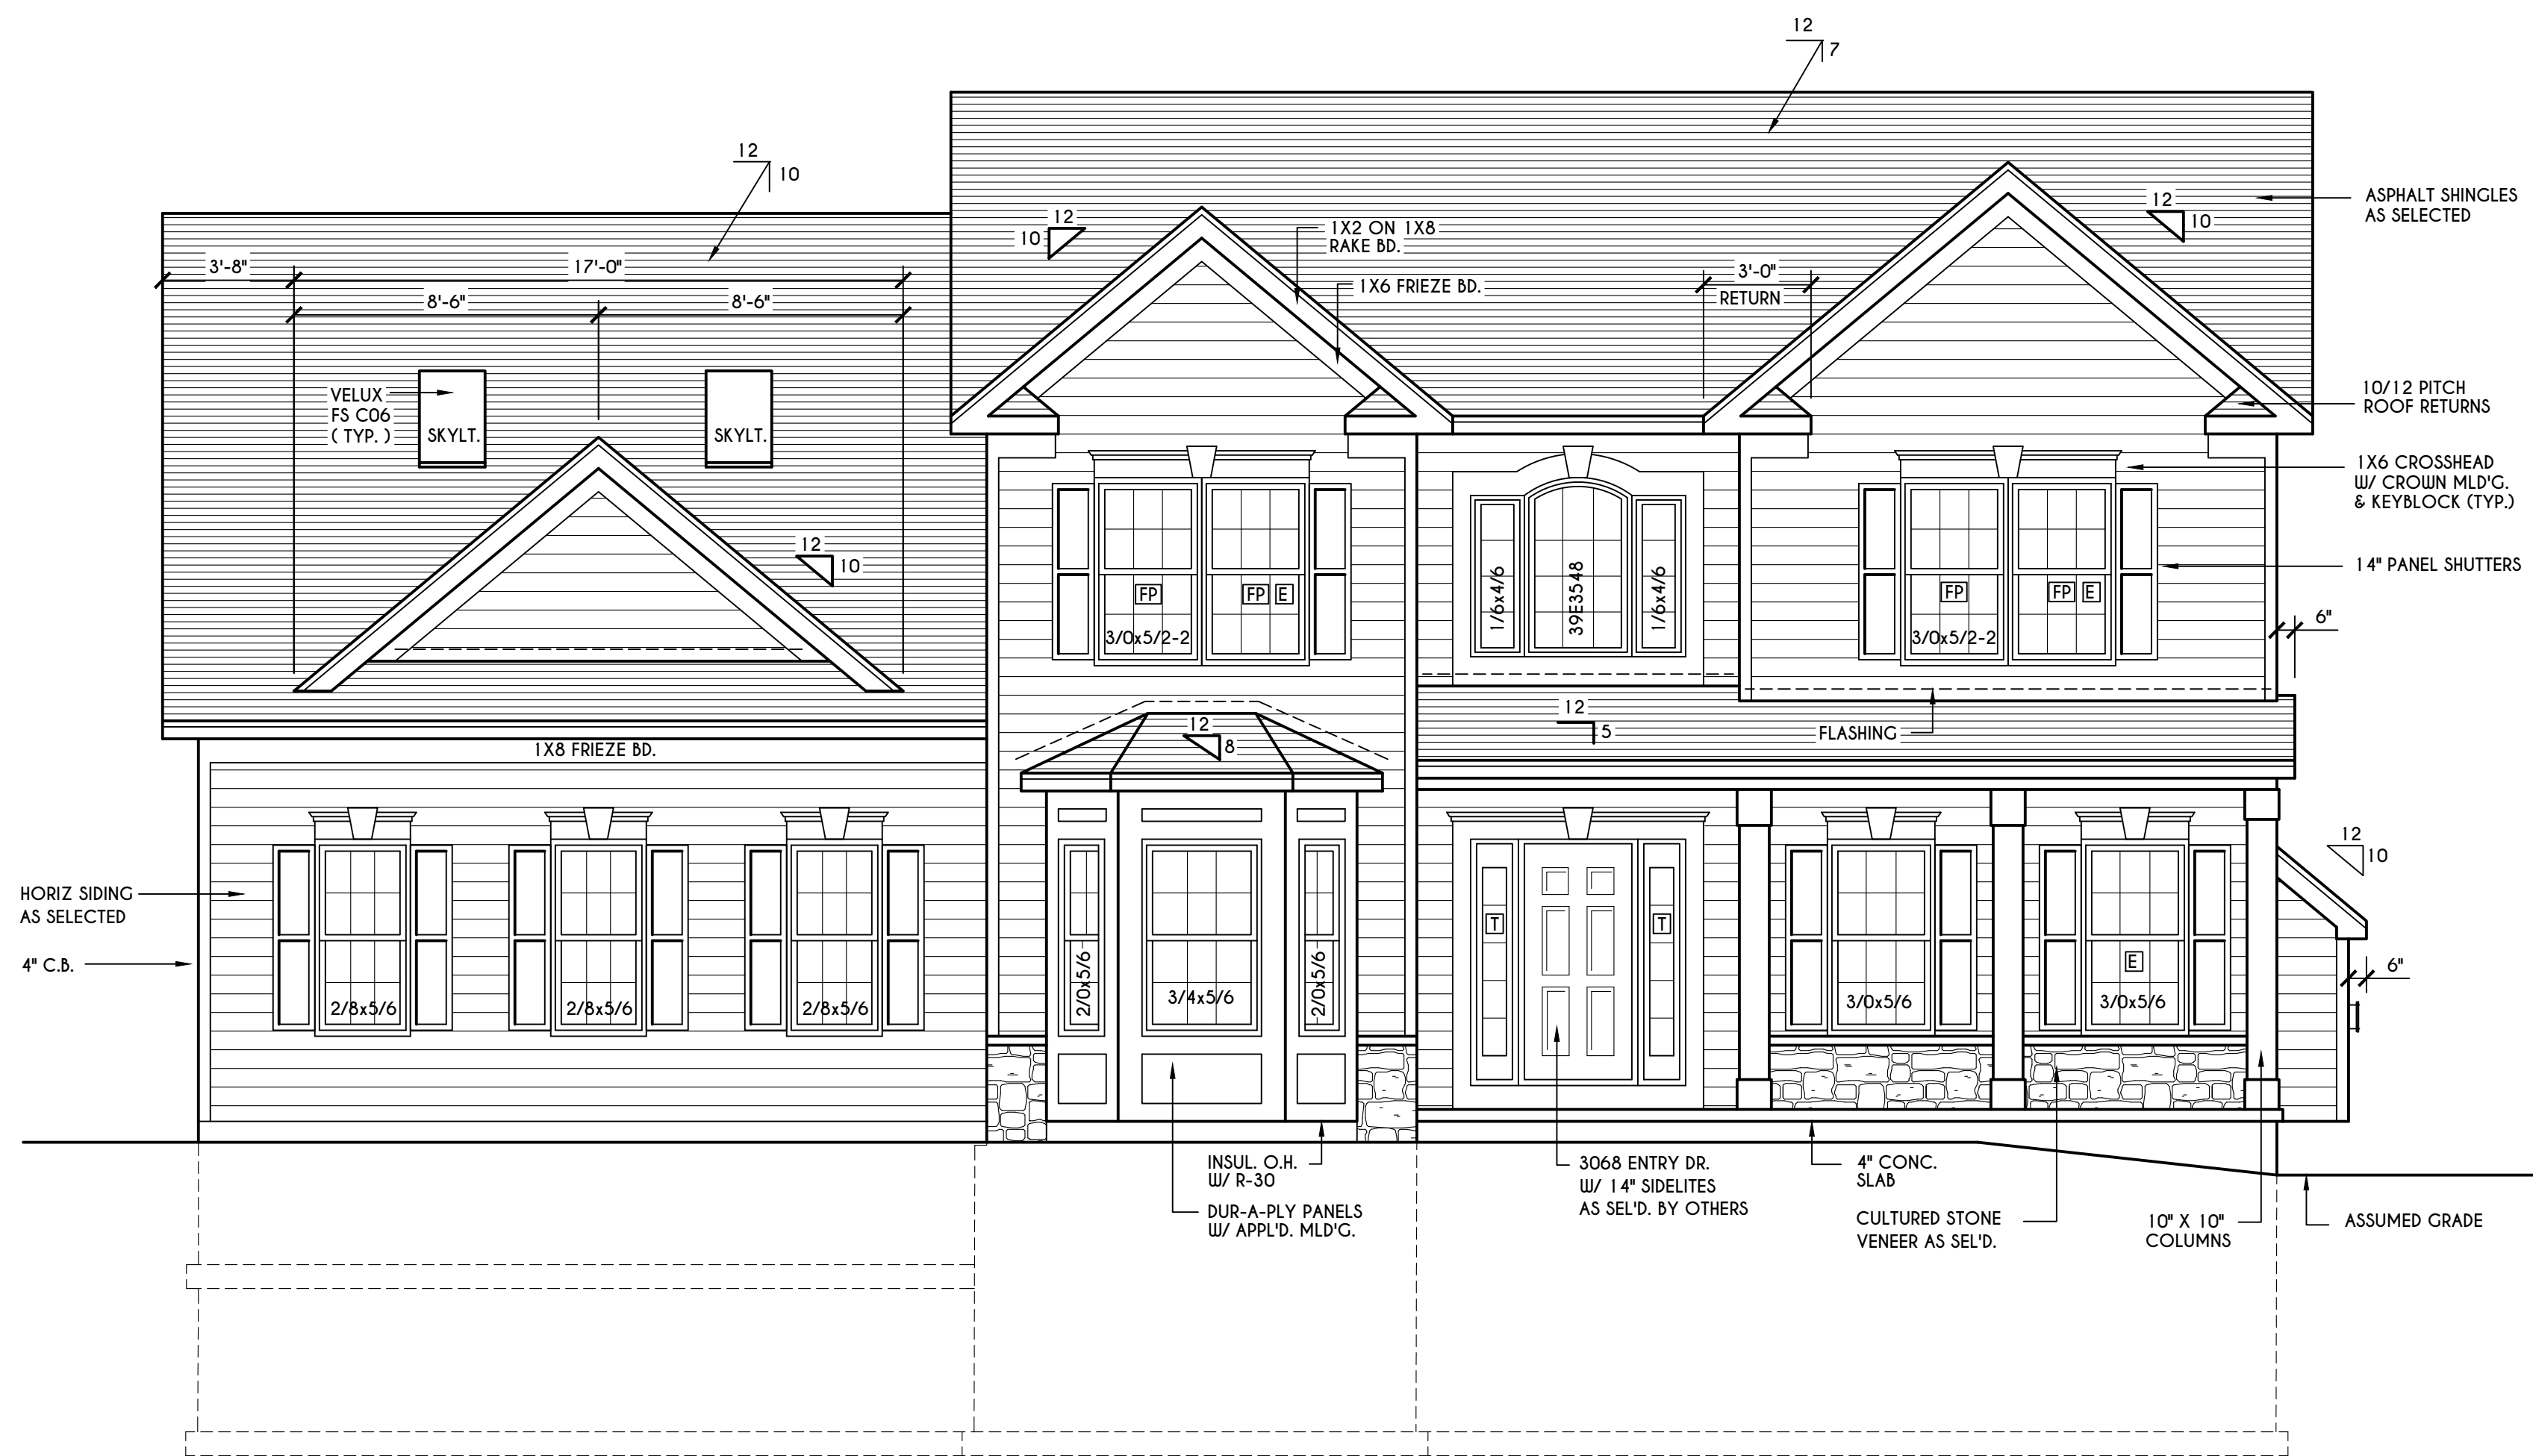 12
7
12
10
ASPHALT SHINGLES
AS SELECTED
12
10
12
10
1X2 ON 1X8
RAKE BD.
3'-8"
17'-0"
3'-0"
RETURN
1X6 FRIEZE BD.
8'-6"
8'-6"
VELUX
FS C06
( TYP. )
SKYLT.
SKYLT.
10/12 PITCH
ROOF RETURNS
1X6 CROSSHEAD
W/ CROWN MLD'G.
& KEYBLOCK (TYP.)
12
10
14" PANEL SHUTTERS
FP
FP
E
3/0x5/2-2
1/6x4/6
39E3548
1/6x4/6
FP
FP
E
3/0x5/2-2
6"
12
8
12
5
FLASHING
1X8 FRIEZE BD.
12
10
HORIZ SIDING
AS SELECTED
4" C.B.
2/8x5/6
2/8x5/6
2/8x5/6
2/0x5/6
3/4x5/6
2/0x5/6
T
T
3/0x5/6
E
3/0x5/6
6"
INSUL. O.H.
W/ R-30
DUR-A-PLY PANELS
W/ APPL'D. MLD'G.
3068 ENTRY DR.
W/ 14" SIDELITES
AS SEL'D. BY OTHERS
4" CONC.
SLAB
CULTURED STONE
VENEER AS SEL'D.
10" X 10"
COLUMNS
ASSUMED GRADE